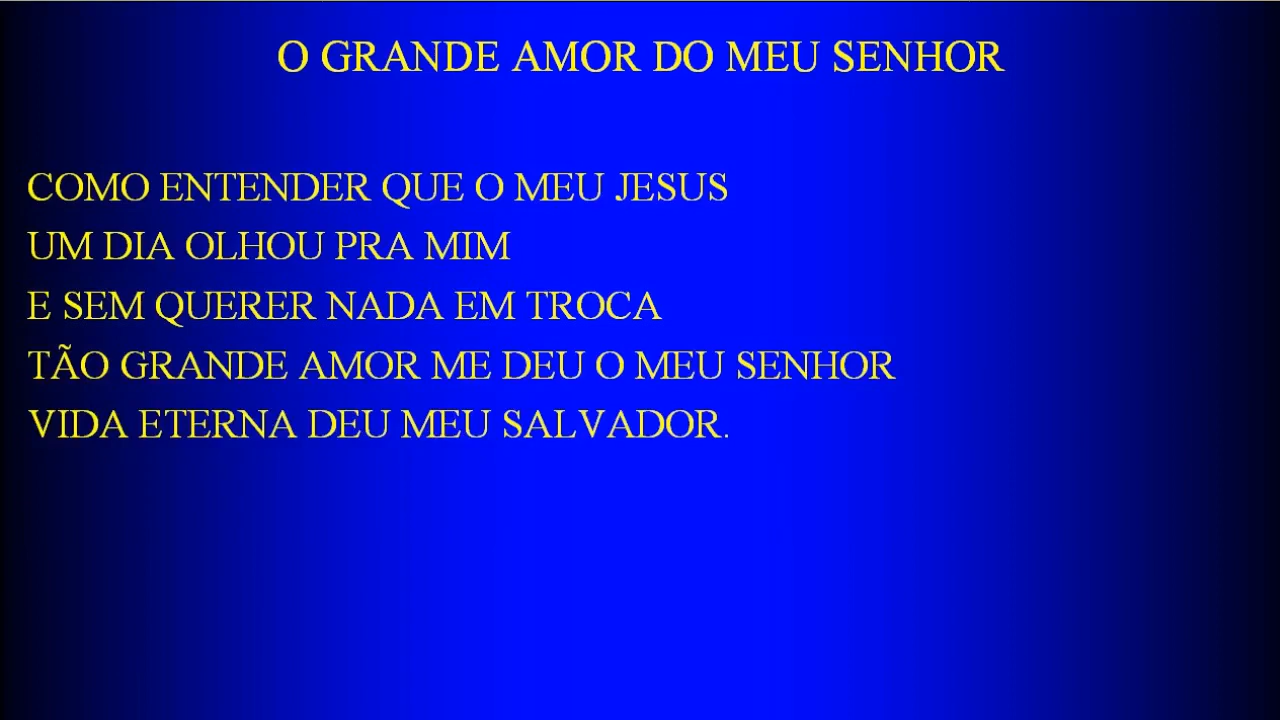 O GRANDE AMOR DO MEU SENHOR
COMO ENTENDER QUE O MEU JESUS
UM DIA OLHOU PRA MIM
E SEM QUERER NADA EM TROCA
TÃO GRANDE AMOR ME DEU O MEU SENHOR
VIDA ETERNA DEU MEU SALVADOR.